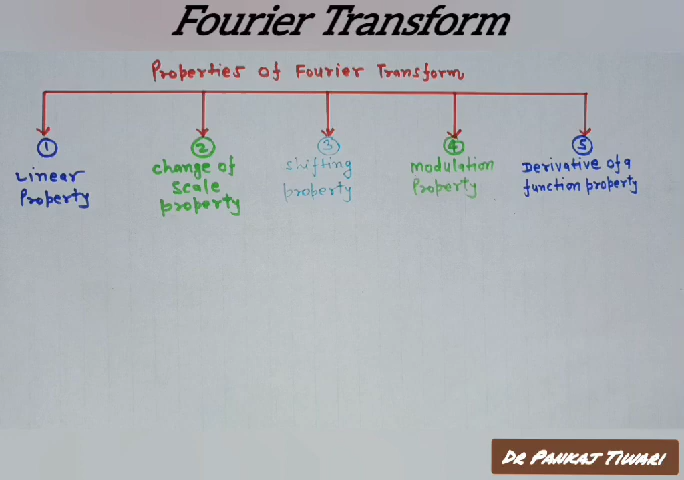 Fourier Transform
Properties of Fourier Transform
1
Linear
Property
2
change of
Scale
property
3
shifting
property
4
modulation
Property
5
Derivative of a
function property
DR PANKAJ TIWARI